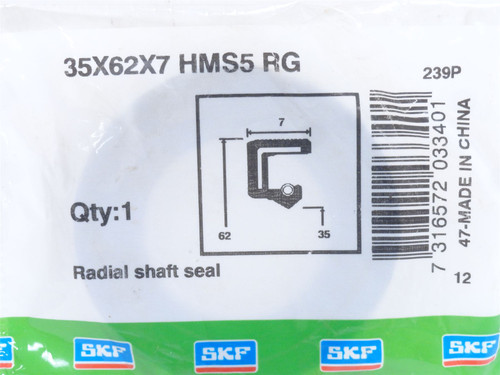 35X62X7 HMS5 RG
239P
7
62
35
Qty:1
Radial shaft seal
7 316572 033401
47-MADE IN CHINA
12
SKF
SKF
SKF
SKF